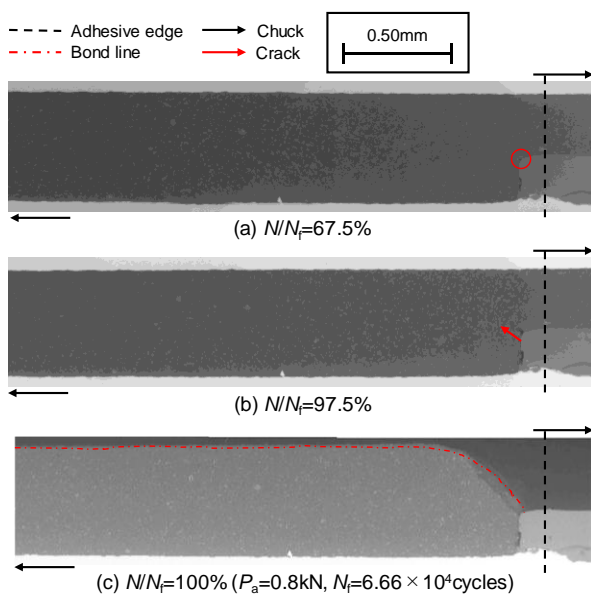 Adhesive edge
Bond line
Chuck
Crack
0.50mm
(a) N/Nf=67.5%
(b) N/Nf=97.5%
(c) N/Nf=100% (Pa=0.8kN, Nf=6.66 × 10⁴cycles)